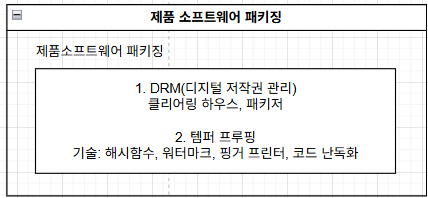 제품 소프트웨어 패키징
제품소프트웨어 패키징
1. DRM(디지털 저작권 관리)
클리어링 하우스, 패키저
2. 템퍼 프루핑
기술: 해시함수, 워터마크, 핑거 프린터, 코드 난독화